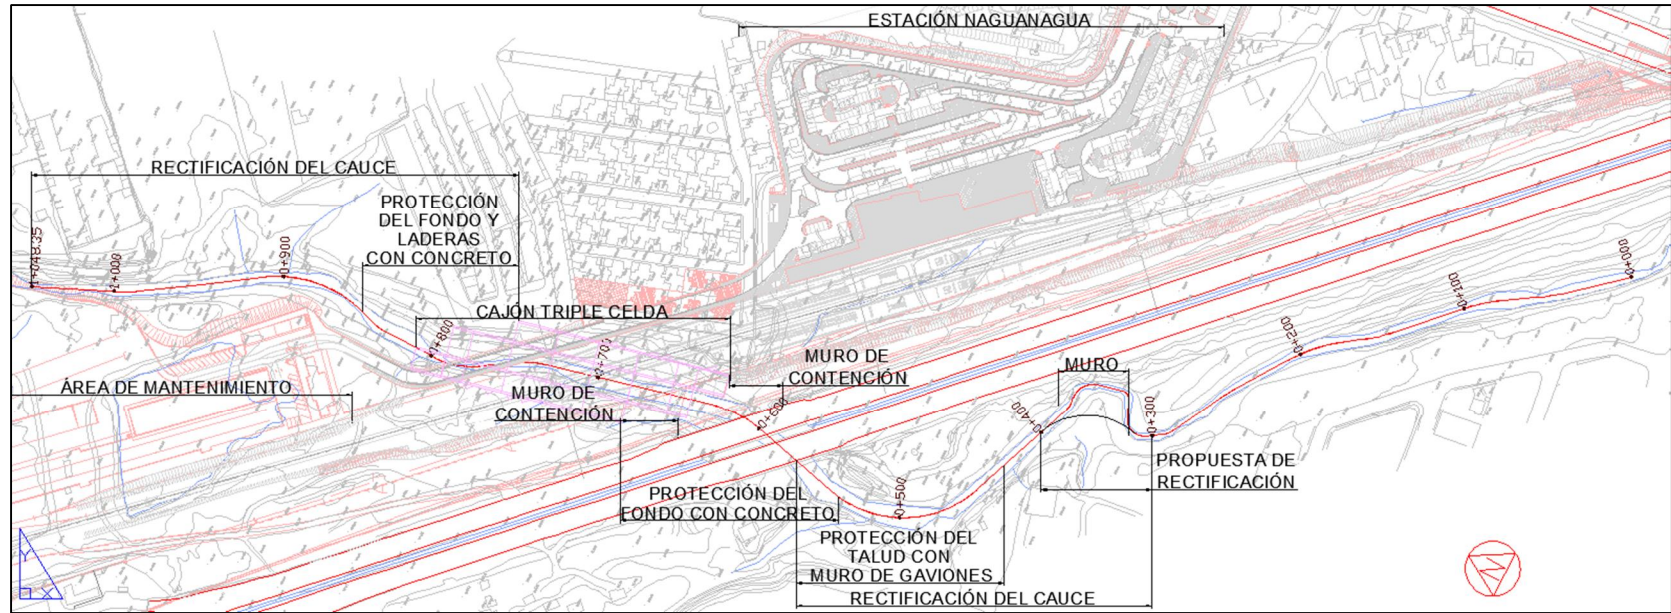 ESTACIÓN NAGUANAGUA
RECTIFICACIÓN DEL CAUCE
PROTECCIÓN
DEL FONDO Y
LADERAS
CON CONCRETO
1+049.35
1+000
0+900
0+800
CAJÓN TRIPLE CELDA
0+700
ÁREA DE MANTENIMIENTO
MURO DE
CONTENCIÓN
MURO DE
CONTENCIÓN
0+600
MURO
0+400
0+300
0+200
0+100
0+000
PROPUESTA DE
RECTIFICACIÓN
PROTECCIÓN DEL
FONDO CON CONCRETO
0+500
PROTECCIÓN DEL
TALUD CON
MURO DE GAVIONES
RECTIFICACIÓN DEL CAUCE
Y
X
N